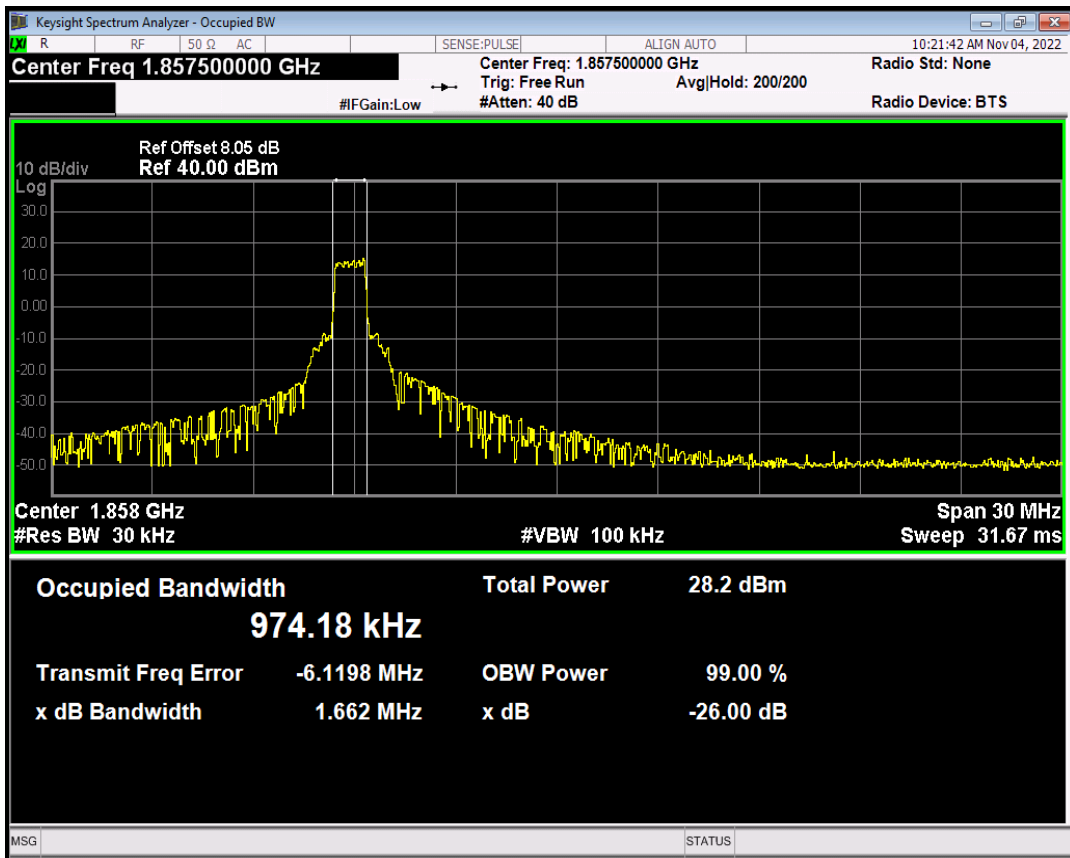 Keysight Spectrum Analyzer - Occupied BW
LXI R RF 50 Ω AC SENSE:PULSE ALIGN AUTO 10:21:42 AM Nov 04, 2022
Center Freq 1.857500000 GHz Center Freq: 1.857500000 GHz Radio Std: None
Trig: Free Run Avg|Hold: 200/200
#IFGain:Low #Atten: 40 dB Radio Device: BTS
Ref Offset 8.05 dB
10 dB/div Ref 40.00 dBm
Log
30.0
20.0
10.0
0.00
-10.0
-20.0
-30.0
-40.0
-50.0
Center 1.858 GHz Span 30 MHz
#Res BW 30 kHz #VBW 100 kHz Sweep 31.67 ms
Occupied Bandwidth Total Power 28.2 dBm
974.18 kHz
Transmit Freq Error -6.1198 MHz OBW Power 99.00 %
x dB Bandwidth 1.662 MHz x dB -26.00 dB
MSG STATUS